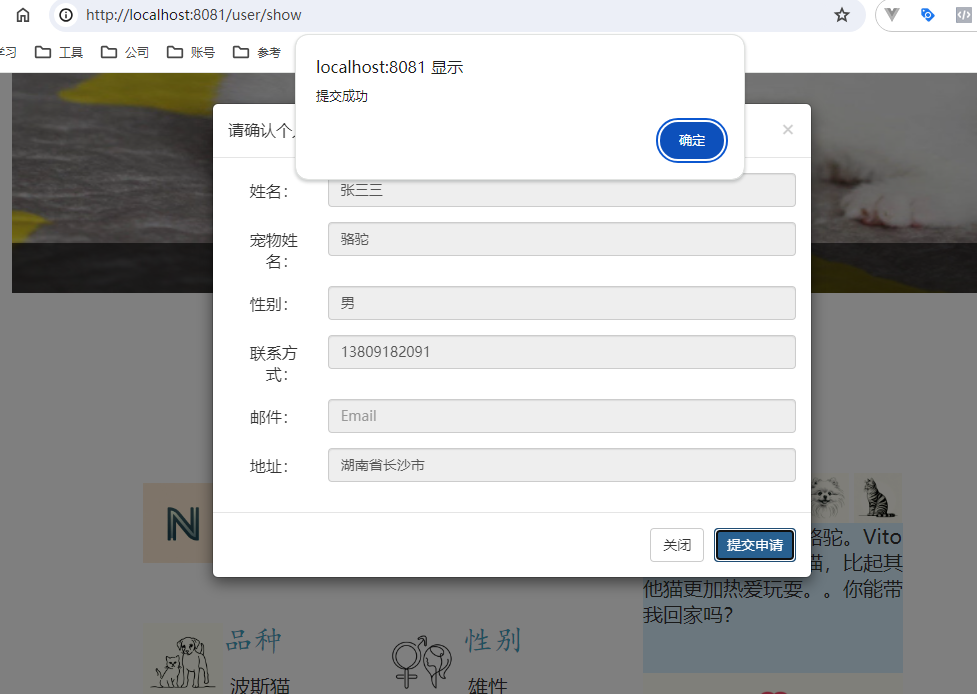 http://localhost:8081/user/show
学习 工具 公司 账号 参考
localhost:8081 显示
提交成功
确定
请确认个人
×
姓名: 张三三
宠物姓名: 骆驼
性别: 男
联系方式: 13809182091
邮件: Email
地址: 湖南省长沙市
关闭 提交申请
N
骆驼。Vito
猫，比起其
他猫更加热爱玩耍。。你能带
我回家吗？
品种 性别
波斯猫 雄性